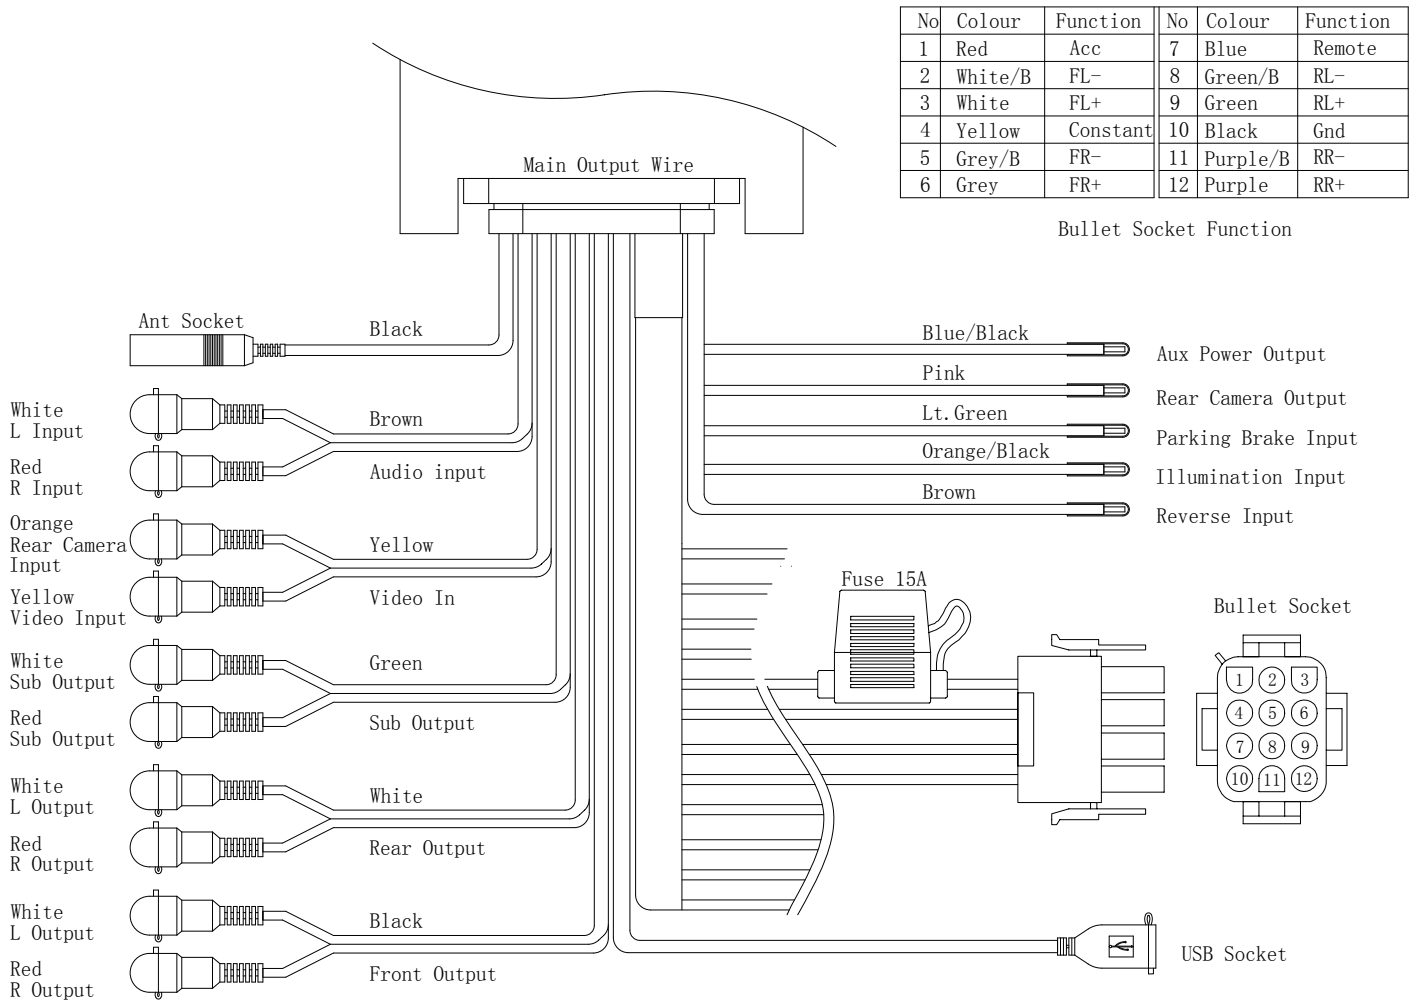 No Colour Function No Colour Function
1 Red Acc 7 Blue Remote
2 White/B FL- 8 Green/B RL-
3 White FL+ 9 Green RL+
4 Yellow Constant 10 Black Gnd
5 Grey/B FR- 11 Purple/B RR-
6 Grey FR+ 12 Purple RR+
Bullet Socket Function
Main Output Wire
Ant Socket
Black
White
L Input
Brown
Red
R Input
Audio input
Orange
Rear Camera
Input
Yellow
Yellow
Video Input
Video In
White
Sub Output
Green
Red
Sub Output
Sub Output
White
L Output
White
Red
R Output
Rear Output
White
L Output
Black
Red
R Output
Front Output
Blue/Black
Aux Power Output
Pink
Rear Camera Output
Lt.Green
Parking Brake Input
Orange/Black
Illumination Input
Brown
Reverse Input
Fuse 15A
Bullet Socket
1 2 3
4 5 6
7 8 9
10 11 12
USB Socket